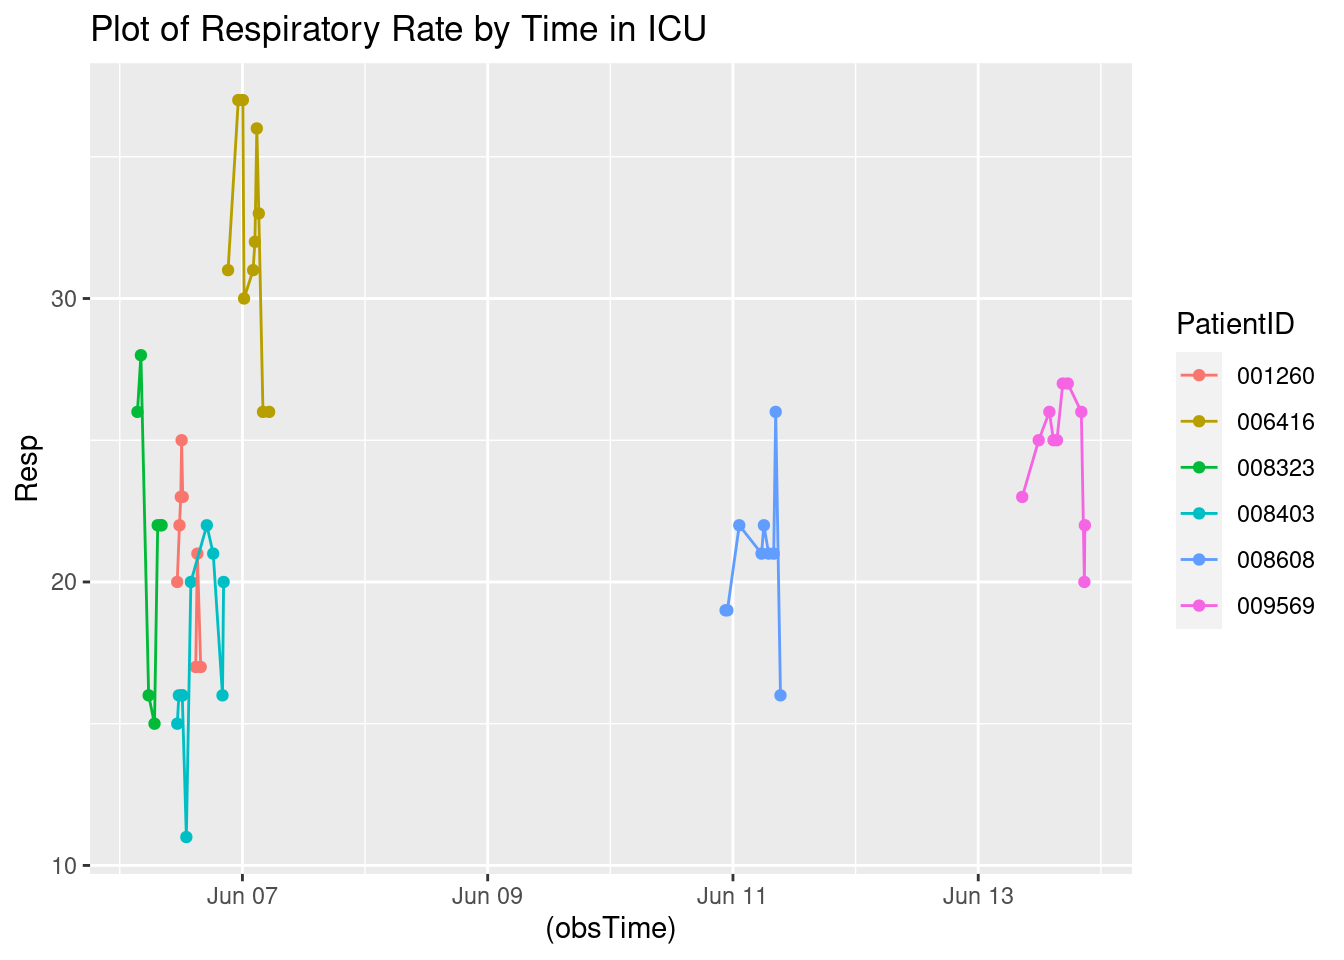 Plot of Respiratory Rate by Time in ICU
30
20
10
Resp
Jun 07
Jun 09
Jun 11
Jun 13
(obsTime)
PatientID
001260
006416
008323
008403
008608
009569